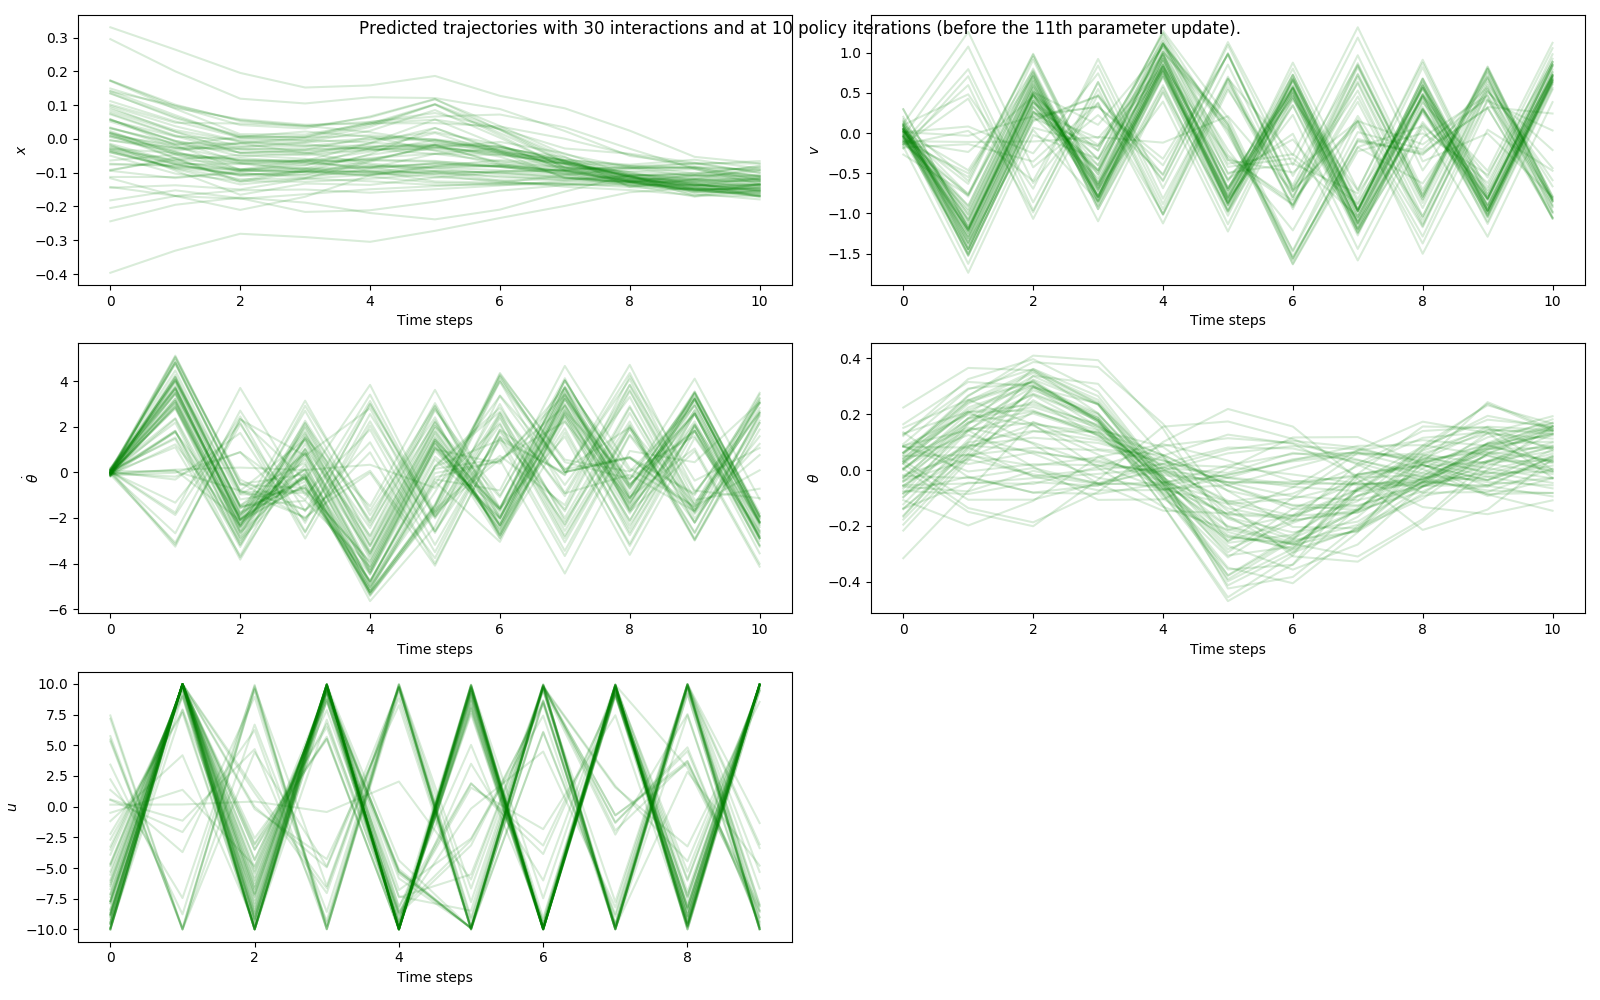 Predicted trajectories with 30 interactions and at 10 policy iterations (before the 11th parameter update).
0.3
0.2
0.1
0.0
−0.1
−0.2
−0.3
−0.4
x
0 2 4 6 8 10
Time steps
1.0
0.5
0.0
−0.5
−1.0
−1.5
v
0 2 4 6 8 10
Time steps
4
2
0
−2
−4
−6
θ̇
0 2 4 6 8 10
Time steps
0.4
0.2
0.0
−0.2
−0.4
θ
0 2 4 6 8 10
Time steps
10.0
7.5
5.0
2.5
0.0
−2.5
−5.0
−7.5
−10.0
u
0 2 4 6 8
Time steps